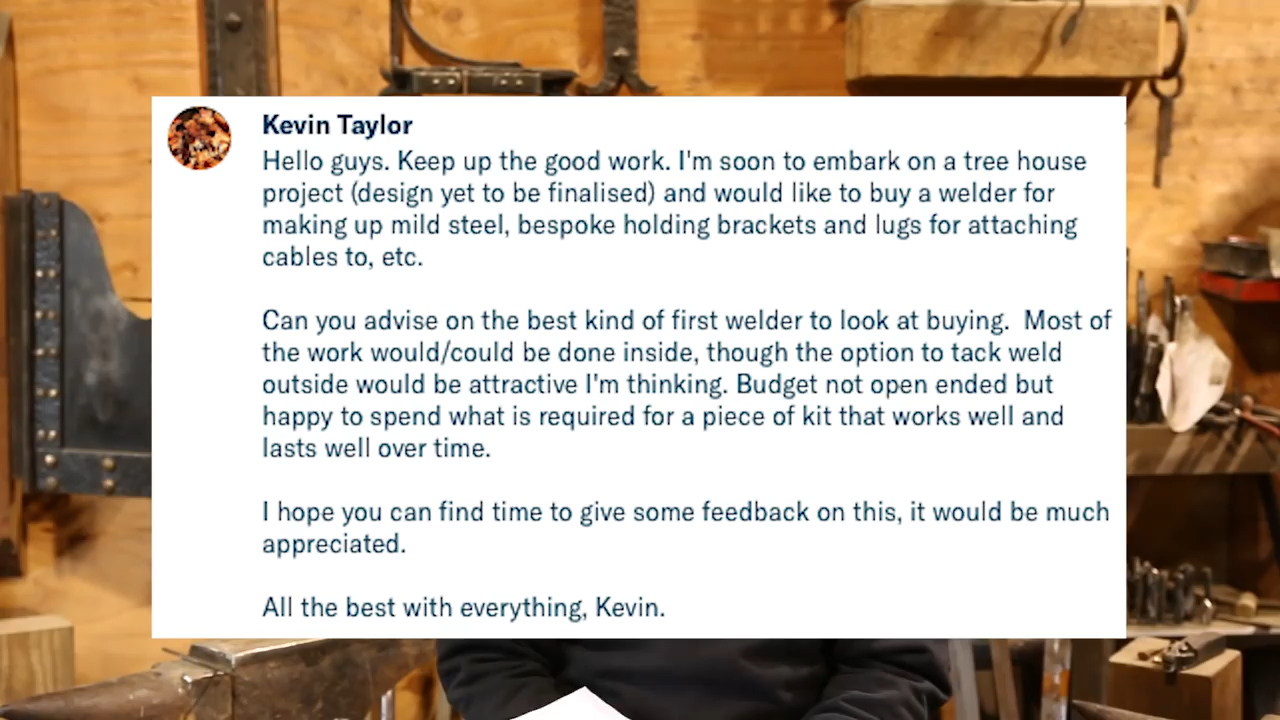 Kevin Taylor
Hello guys. Keep up the good work. I'm soon to embark on a tree house
project (design yet to be finalised) and would like to buy a welder for
making up mild steel, bespoke holding brackets and lugs for attaching
cables to, etc.
Can you advise on the best kind of first welder to look at buying.  Most of
the work would/could be done inside, though the option to tack weld
outside would be attractive I'm thinking. Budget not open ended but
happy to spend what is required for a piece of kit that works well and
lasts well over time.
I hope you can find time to give some feedback on this, it would be much
appreciated.
All the best with everything, Kevin.